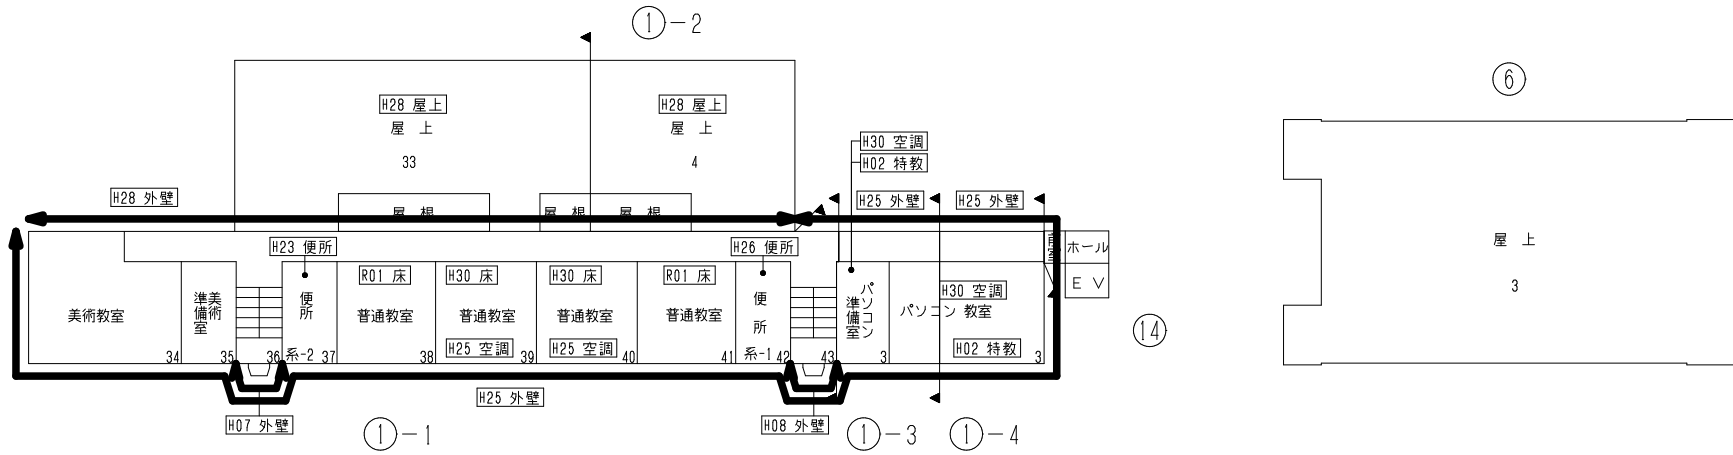 ①-2
⑥
H28 屋上
屋 上
33
H28 屋上
屋 上
4
H30 空調
H02 特教
H28 外壁
H25 外壁
H25 外壁
屋 根
屋 根
屋 根
屋 上
3
H23 便所
H26 便所
ホール
EV
R01 床
H30 床
H30 床
R01 床
H30 空調
美術教室
34
美術
準備室
35
36
便所
系-2
37
普通教室
38
普通教室
H25 空調
39
普通教室
H25 空調
40
普通教室
41
便所
系-1
42
43
パソコン
準備室
3
パソコン 教室
H02 特教
3
⑭
H25 外壁
H07 外壁
H08 外壁
①-1
①-3
①-4